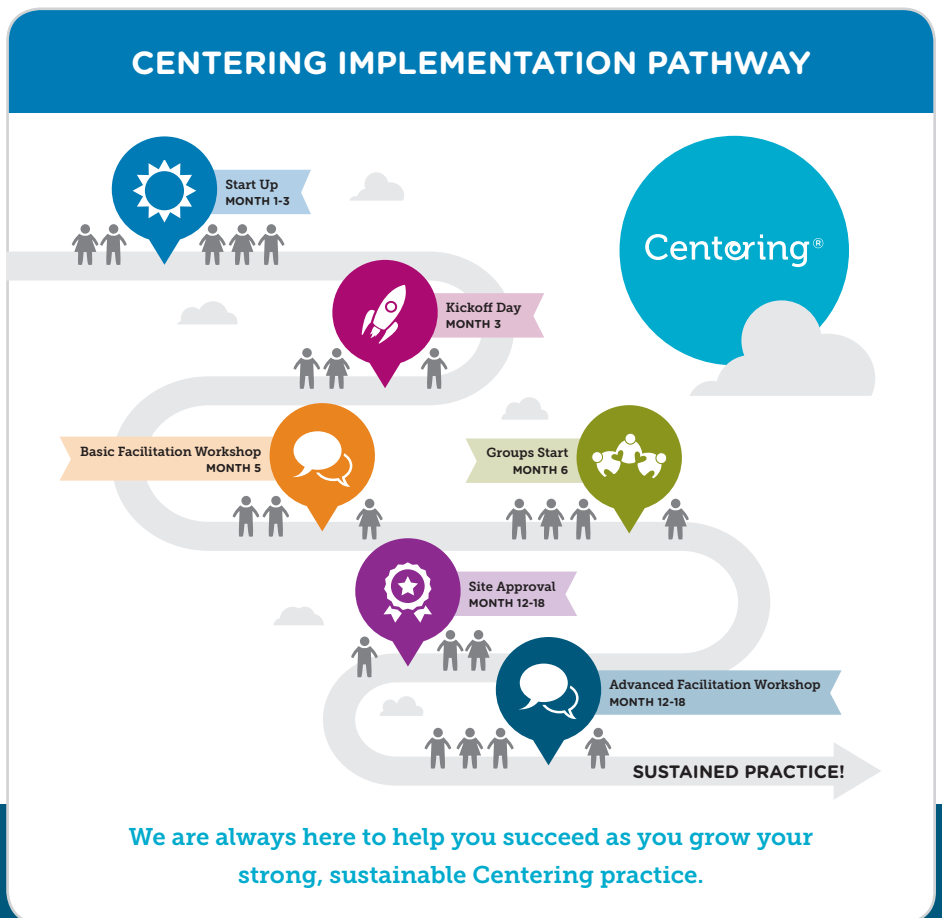 CENTERING IMPLEMENTATION PATHWAY
Start Up
MONTH 1-3
Centering®
Kickoff Day
MONTH 3
Basic Facilitation Workshop
MONTH 5
Groups Start
MONTH 6
Site Approval
MONTH 12-18
Advanced Facilitation Workshop
MONTH 12-18
SUSTAINED PRACTICE!
We are always here to help you succeed as you grow your
strong, sustainable Centering practice.